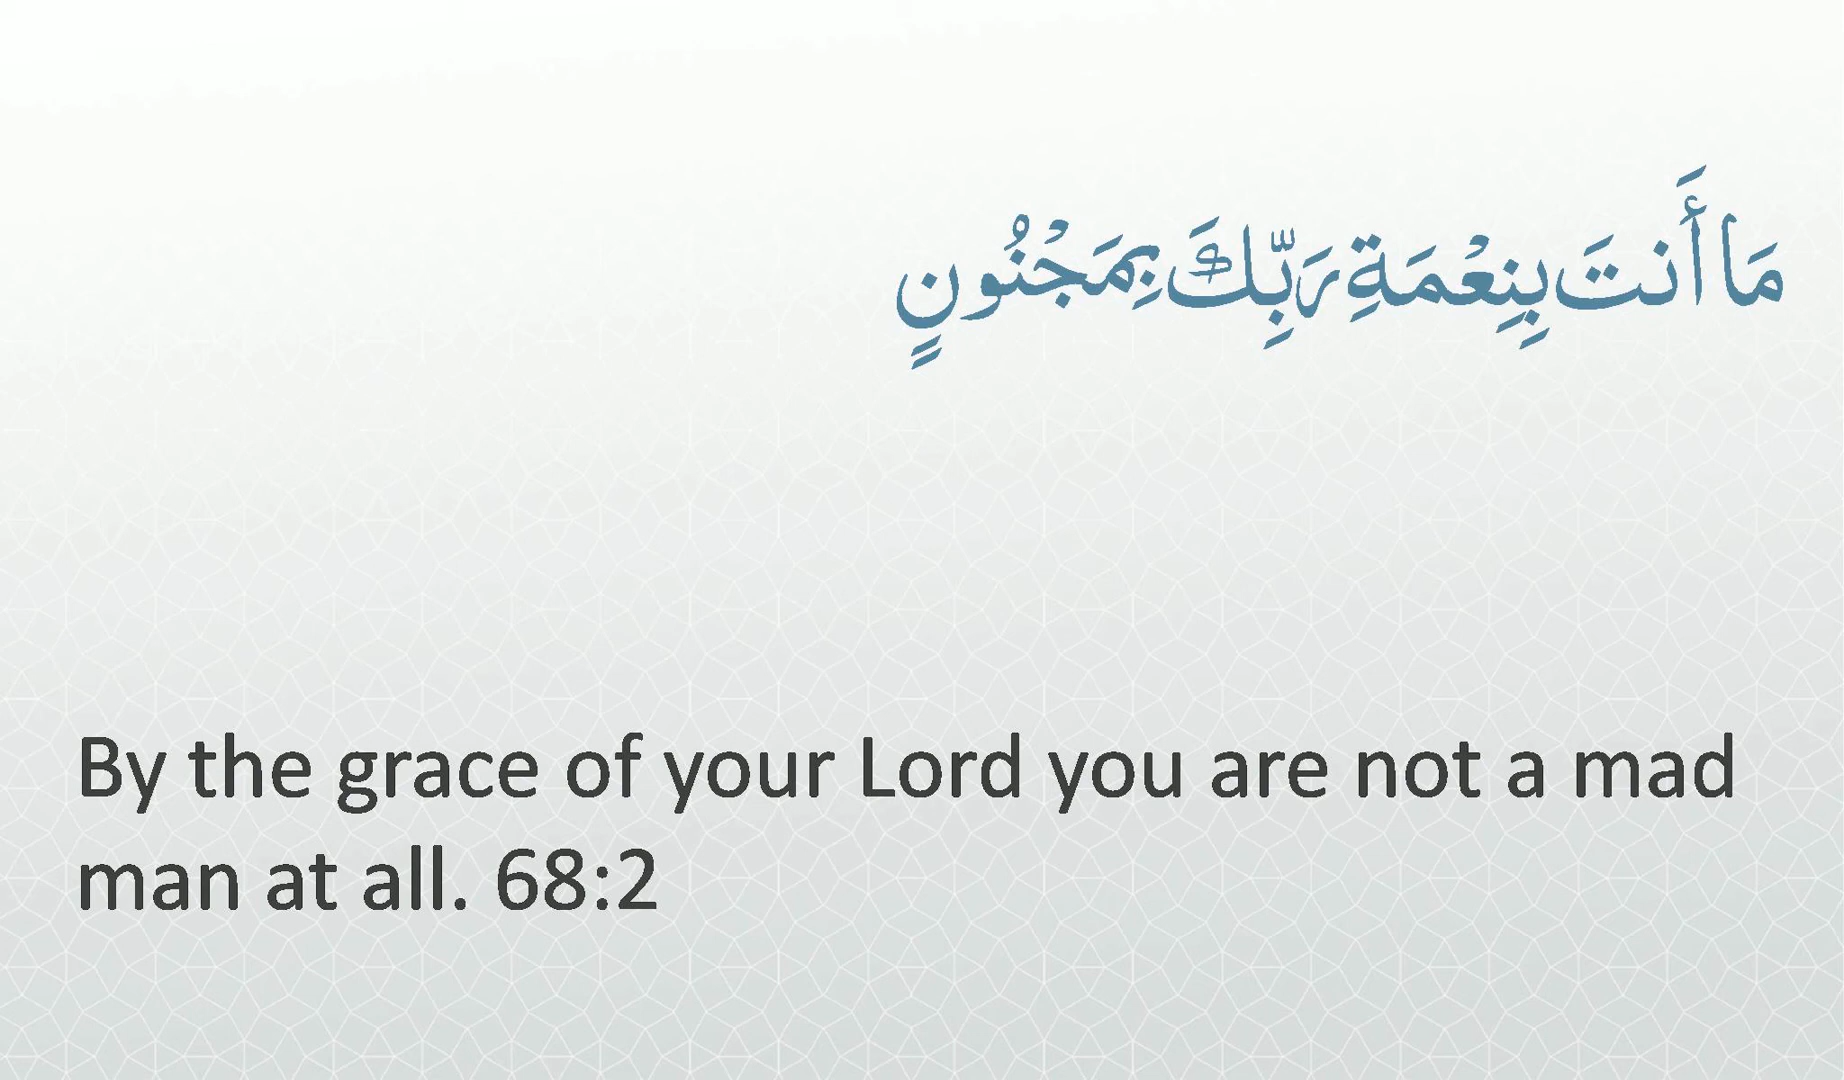 مَا أَنتَ بِنِعْمَةِ رَبِّكَ بِمَجْنُونٍ
By the grace of your Lord you are not a mad
man at all. 68:2